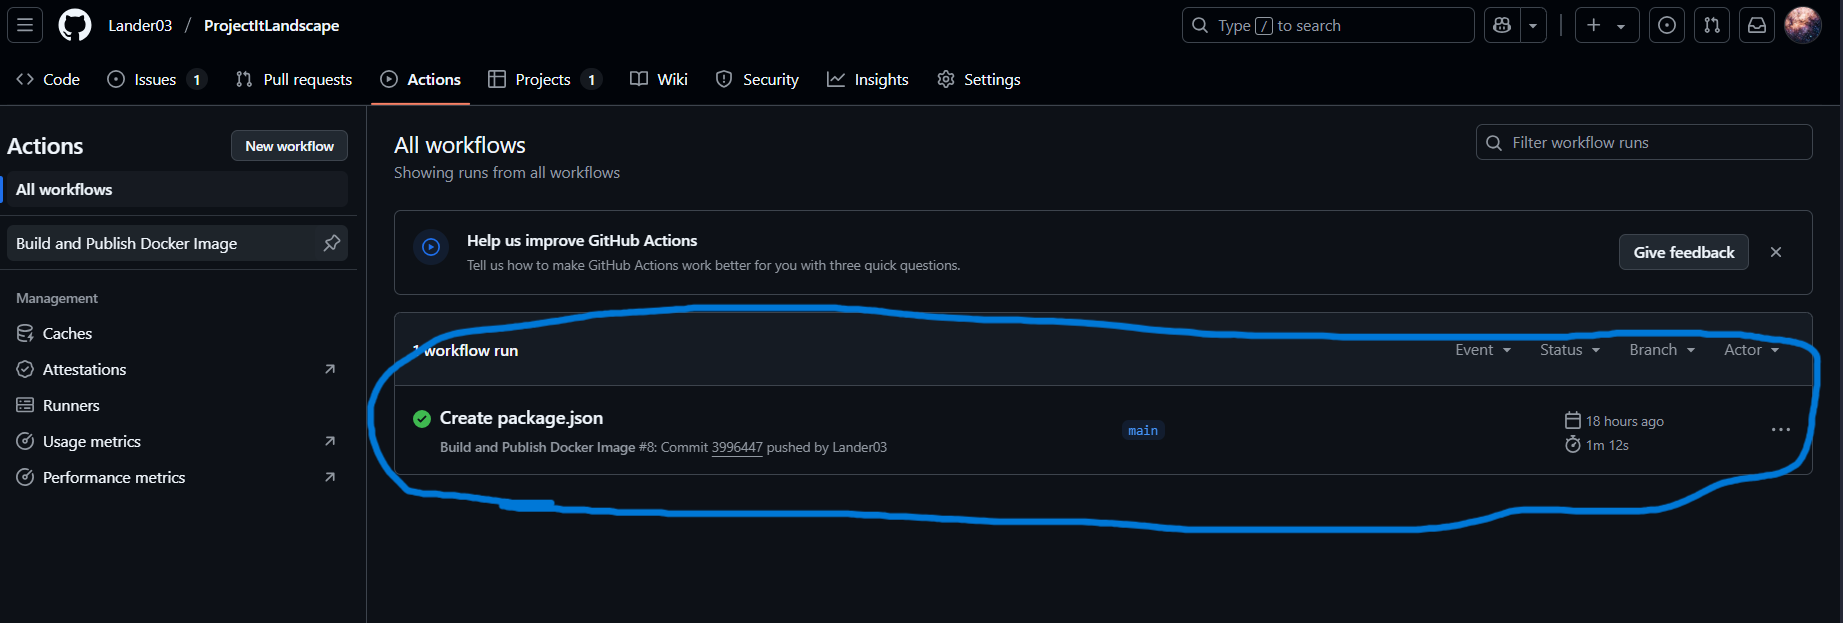 Lander03 / ProjectItLandscape
Type / to search
Code
Issues 1
Pull requests
Actions
Projects 1
Wiki
Security
Insights
Settings
Actions
New workflow
All workflows
Build and Publish Docker Image
Management
Caches
Attestations
Runners
Usage metrics
Performance metrics
All workflows
Showing runs from all workflows
Filter workflow runs
Help us improve GitHub Actions
Tell us how to make GitHub Actions work better for you with three quick questions.
Give feedback
1 workflow run
Event
Status
Branch
Actor
Create package.json
Build and Publish Docker Image #8: Commit 3996447 pushed by Lander03
main
18 hours ago
1m 12s